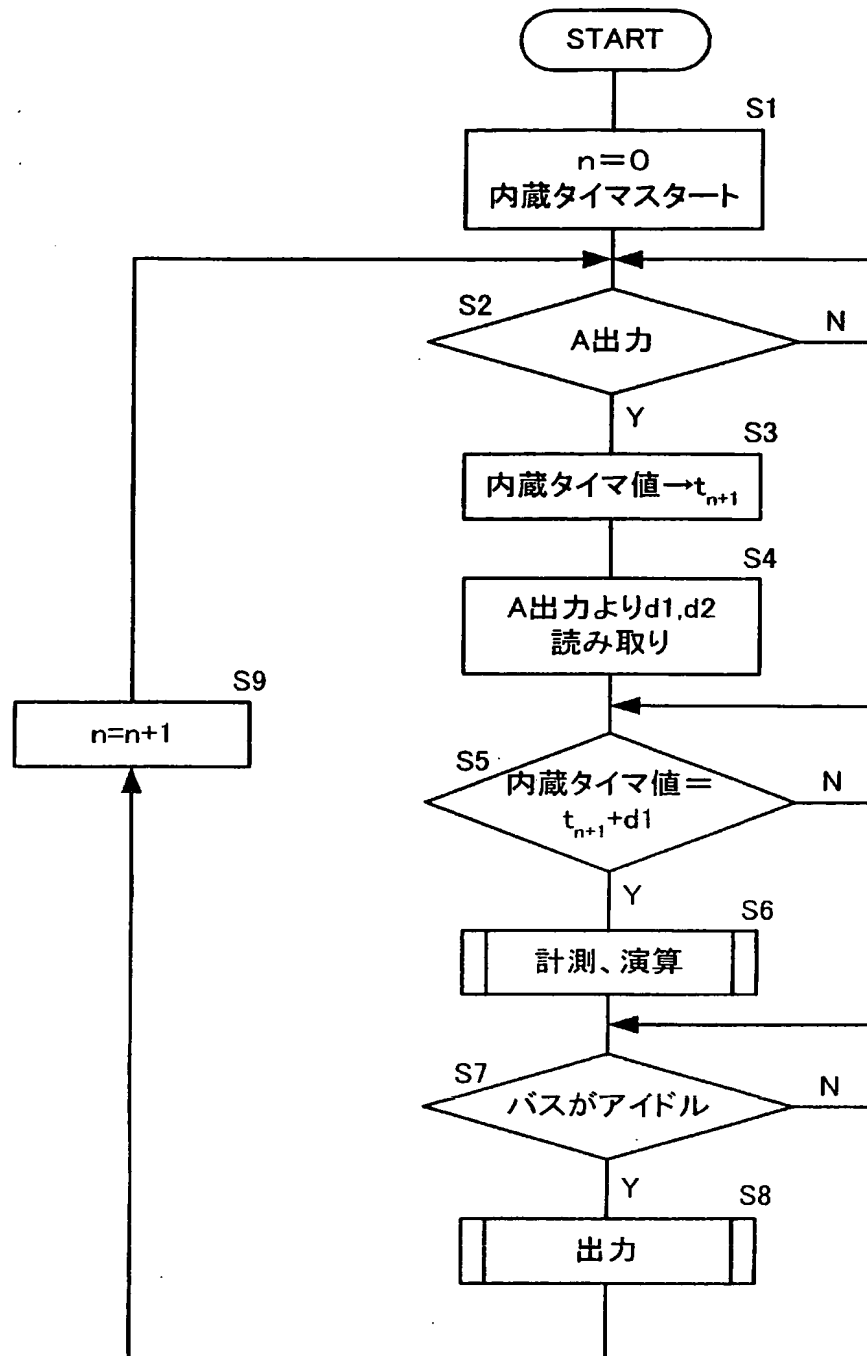 START
S1
n=0
内蔵タイマスタート
S2
A出力
N
Y
S3
内蔵タイマ値→tn+1
S4
A出力よりd1,d2
読み取り
S9
n=n+1
S5
内蔵タイマ値=
tn+1+d1
N
Y
S6
計測、演算
S7
バスがアイドル
N
Y
S8
出力